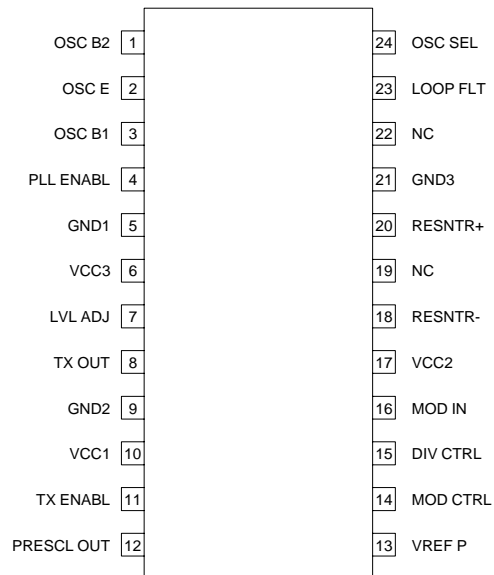 OSC B2 1 24 OSC SEL
OSC E 2 23 LOOP FLT
OSC B1 3 22 NC
PLL ENABL 4 21 GND3
GND1 5 20 RESNTR+
VCC3 6 19 NC
LVL ADJ 7 18 RESNTR-
TX OUT 8 17 VCC2
GND2 9 16 MOD IN
VCC1 10 15 DIV CTRL
TX ENABL 11 14 MOD CTRL
PRESCL OUT 12 13 VREF P